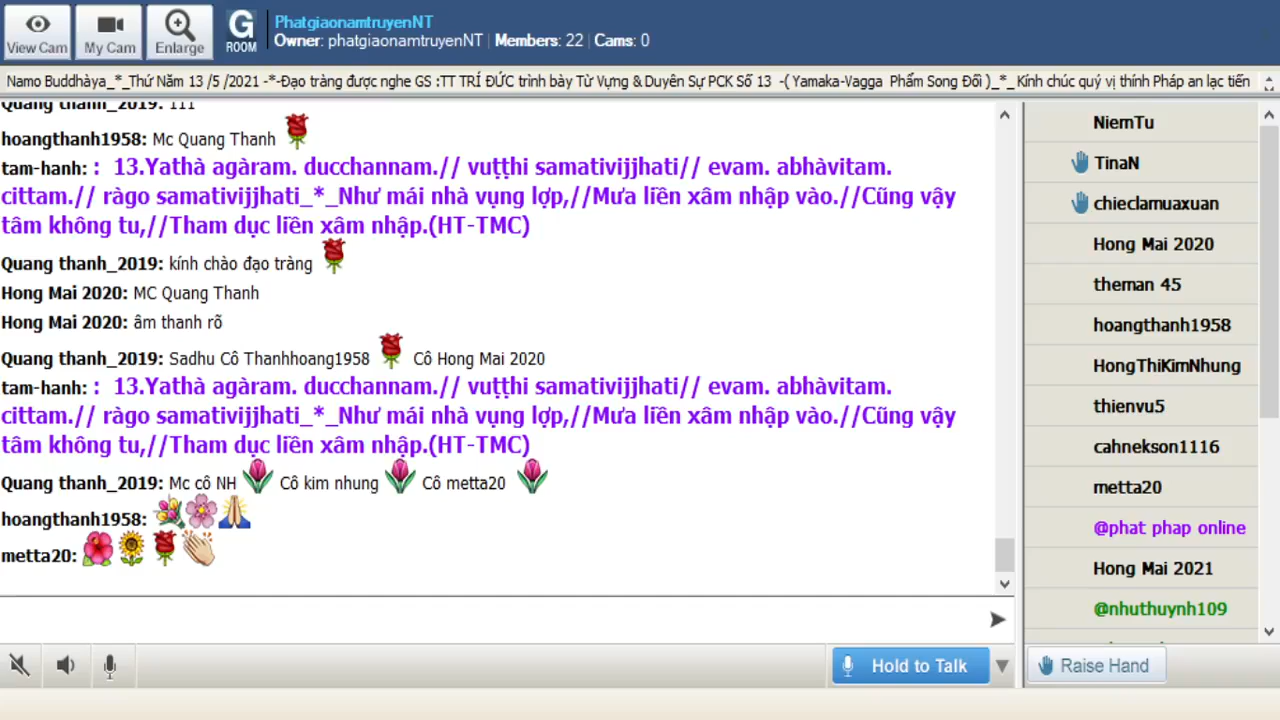 View Cam
My Cam
Enlarge
G
ROOM
PhatgiaonamtruyenNT
Owner: phatgiaonamtruyenNT | Members: 22 | Cams: 0
Namo Buddhàya_*_Thứ Năm 13 /5 /2021 -*-Đạo tràng được nghe GS :TT TRÍ ĐỨC trình bày Từ Vựng & Duyên Sự PCK Số 13 -( Yamaka-Vagga Phẩm Song Đối )_*_ Kính chúc quý vị thính Pháp an lạc tiến
Quang thanh_2019: 111
hoangthanh1958: Mc Quang Thanh
tam-hanh: : 13.Yathà agàram. ducchannam.// vuṭṭhi samativijjhati// evam. abhàvitam.
cittam.// ràgo samativijjhati_*_Như mái nhà vụng lợp,//Mưa liền xâm nhập vào.//Cũng vậy
tâm không tu,//Tham dục liền xâm nhập.(HT-TMC)
Quang thanh_2019: kính chào đạo tràng
Hong Mai 2020: MC Quang Thanh
Hong Mai 2020: âm thanh rõ
Quang thanh_2019: Sadhu Cô Thanhhoang1958 Cô Hong Mai 2020
tam-hanh: : 13.Yathà agàram. ducchannam.// vuṭṭhi samativijjhati// evam. abhàvitam.
cittam.// ràgo samativijjhati_*_Như mái nhà vụng lợp,//Mưa liền xâm nhập vào.//Cũng vậy
tâm không tu,//Tham dục liền xâm nhập.(HT-TMC)
Quang thanh_2019: Mc cô NH Cô kim nhung Cô metta20
hoangthanh1958:
metta20:
NiemTu
TinaN
chieclamuaxuan
Hong Mai 2020
theman 45
hoangthanh1958
HongThiKimNhung
thienvu5
cahnekson1116
metta20
@phat phap online
Hong Mai 2021
@nhuthuynh109
Hold to Talk
Raise Hand